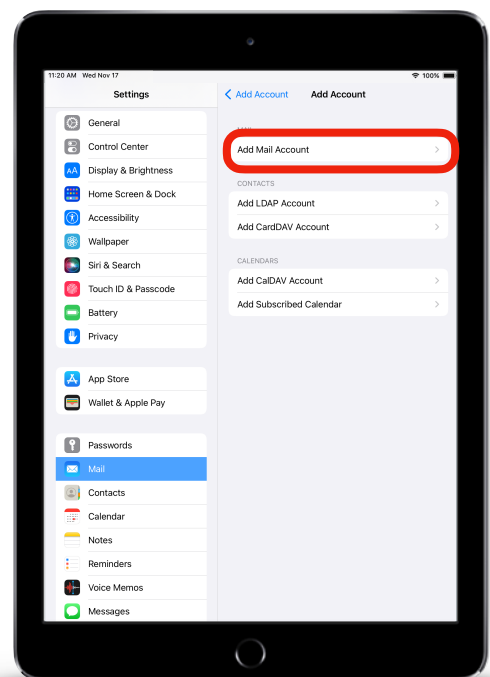 11:20 AM Wed Nov 17
100%
Settings
Add Account
Add Account
General
Control Center
AA
Display & Brightness
Home Screen & Dock
Accessibility
Wallpaper
Siri & Search
Touch ID & Passcode
Battery
Privacy
App Store
Wallet & Apple Pay
Passwords
Mail
Contacts
Calendar
Notes
Reminders
Voice Memos
Messages
Add Mail Account
CONTACTS
Add LDAP Account
Add CardDAV Account
CALENDARS
Add CalDAV Account
Add Subscribed Calendar